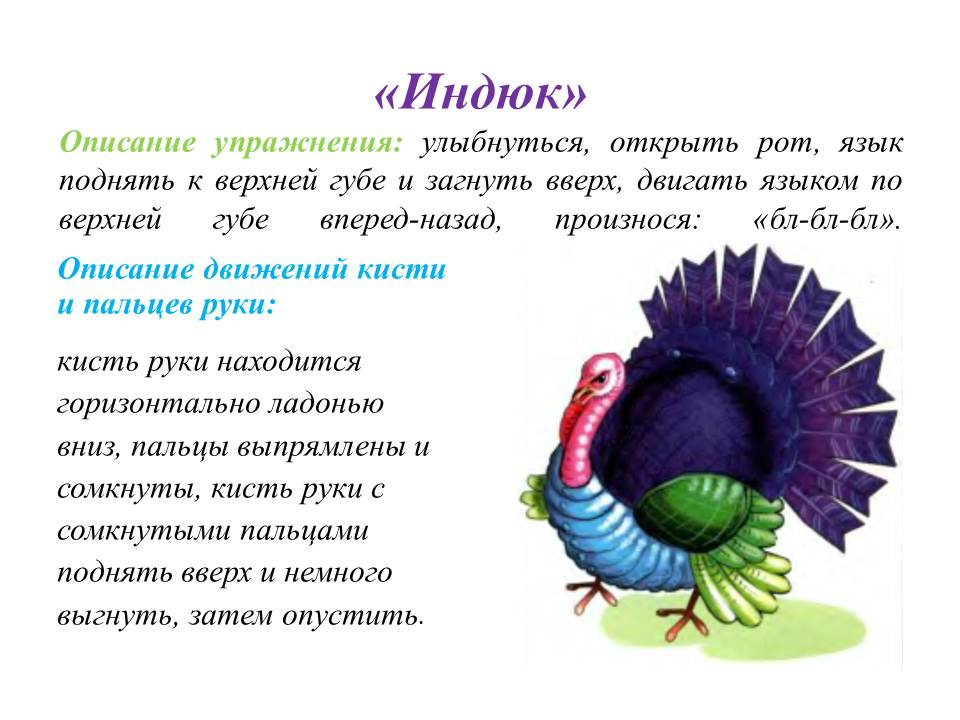 «Индюк»
Описание упражнения: улыбнуться, открыть рот, язык
поднять к верхней губе и загнуть вверх, двигать языком по
верхней губе вперед-назад, произнося: «бл-бл-бл».
Описание движений кисти
и пальцев руки:
кисть руки находится
горизонтально ладонью
вниз, пальцы выпрямлены и
сомкнуты, кисть руки с
сомкнутыми пальцами
поднять вверх и немного
выгнуть, затем опустить.